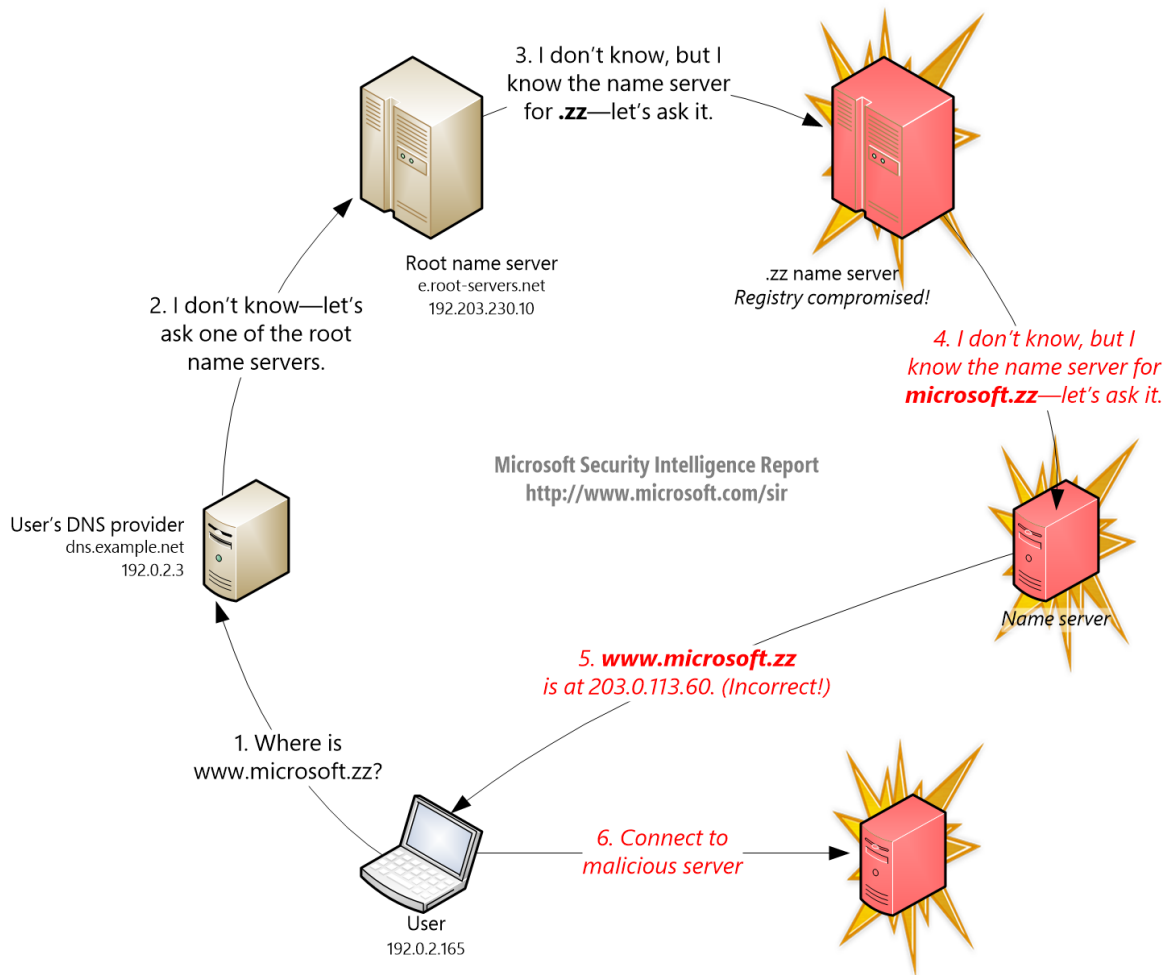 3. I don’t know, but I
know the name server
for .zz—let’s ask it.
Root name server
e.root-servers.net
192.203.230.10
.zz name server
Registry compromised!
2. I don’t know—let’s
ask one of the root
name servers.
4. I don’t know, but I
know the name server for
microsoft.zz—let’s ask it.
Microsoft Security Intelligence Report
http://www.microsoft.com/sir
User’s DNS provider
dns.example.net
192.0.2.3
Name server
5. www.microsoft.zz
is at 203.0.113.60. (Incorrect!)
1. Where is
www.microsoft.zz?
6. Connect to
malicious server
User
192.0.2.165